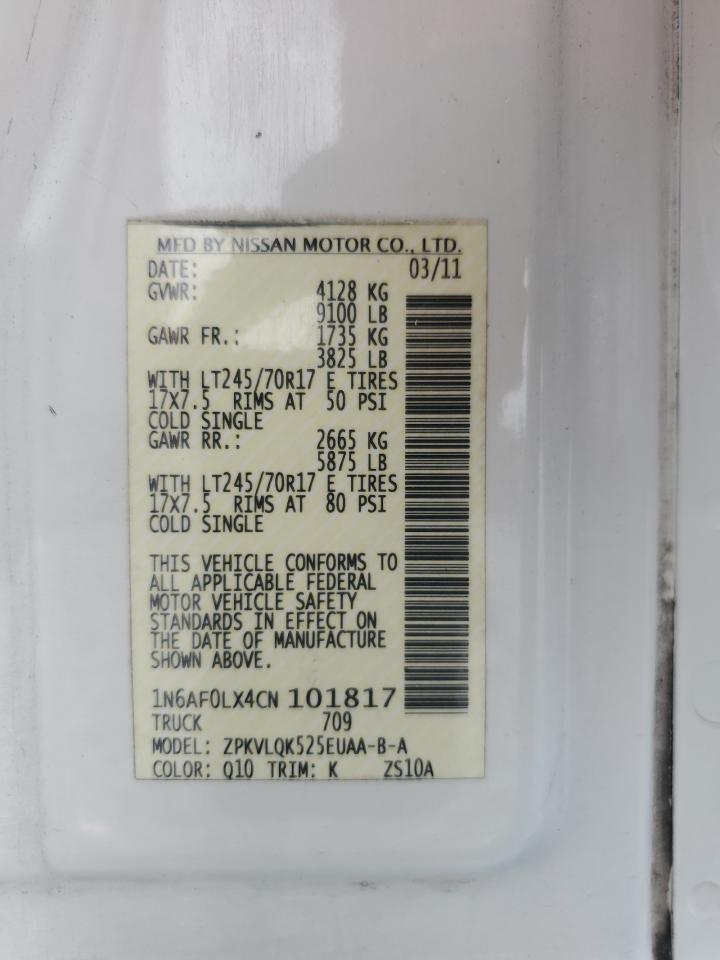 MFD BY NISSAN MOTOR CO., LTD.
DATE: 03/11
GVWR: 4128 KG
9100 LB
GAWR FR.: 1735 KG
3825 LB
WITH LT245/70R17 E TIRES
17X7.5 RIMS AT 50 PSI
COLD SINGLE
GAWR RR.: 2665 KG
5875 LB
WITH LT245/70R17 E TIRES
17X7.5 RIMS AT 80 PSI
COLD SINGLE
THIS VEHICLE CONFORMS TO
ALL APPLICABLE FEDERAL
MOTOR VEHICLE SAFETY
STANDARDS IN EFFECT ON
THE DATE OF MANUFACTURE
SHOWN ABOVE.
1N6AF0LX4CN 101817
TRUCK 709
MODEL: ZPKVLQK525EUAA-B-A
COLOR: Q10 TRIM: K ZS10A